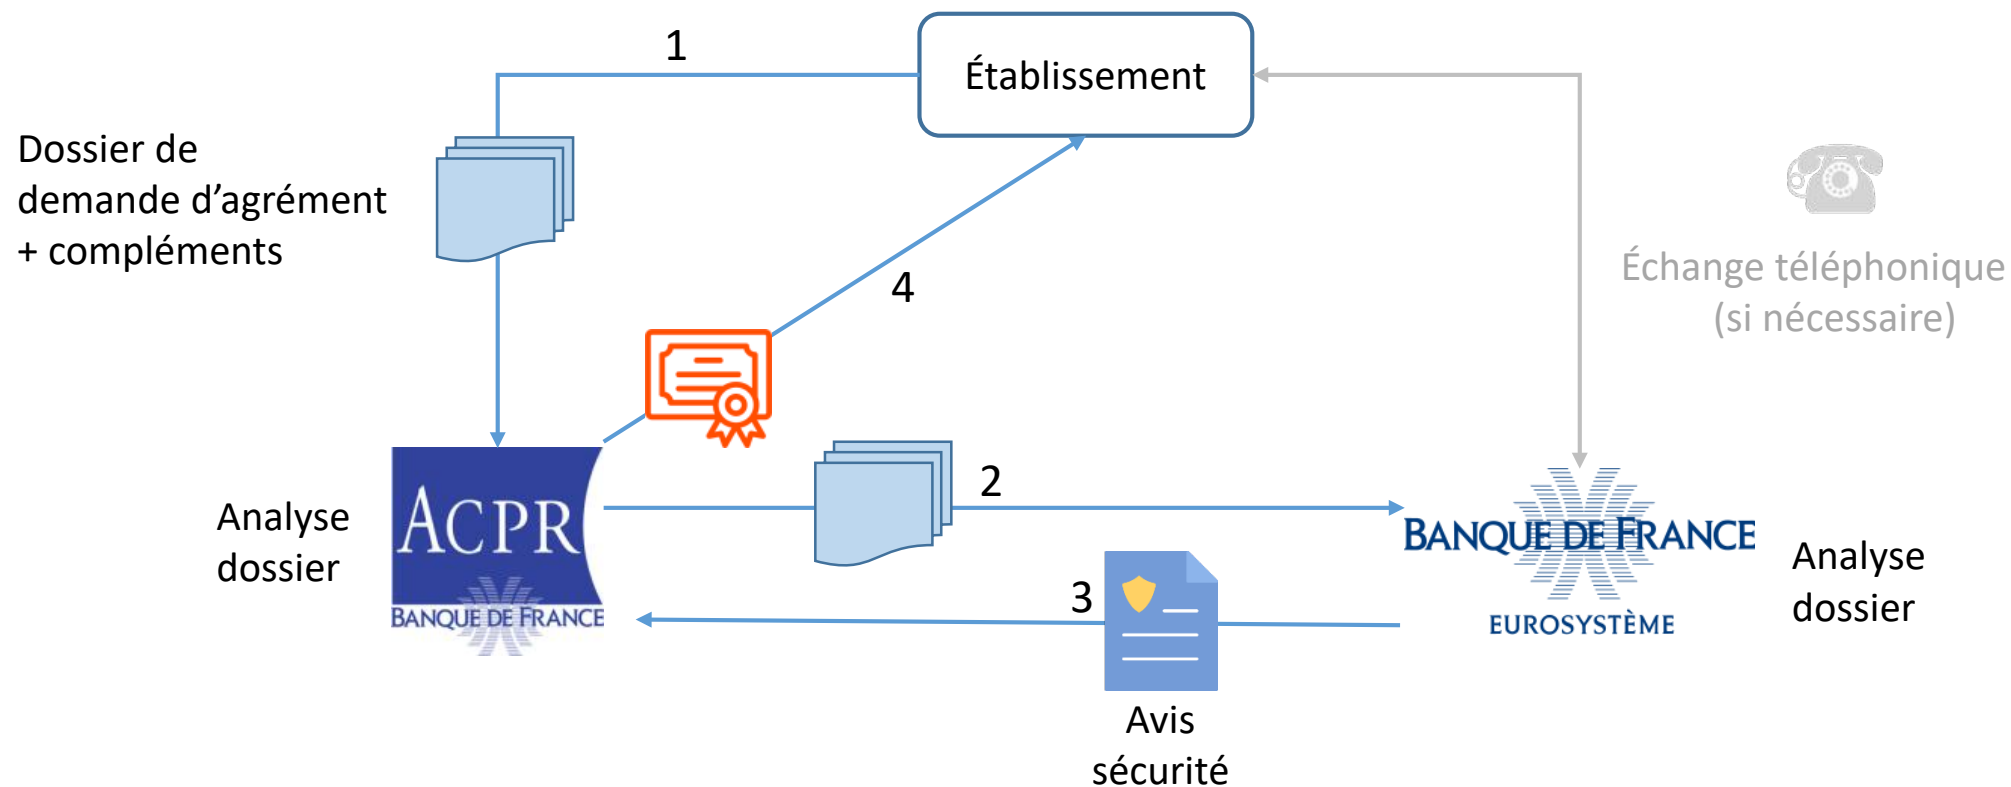 1
Établissement
Dossier de
demande d’agrément
+ compléments
Échange téléphonique
(si nécessaire)
4
2
Analyse
dossier
ACPR
BANQUE DE FRANCE
BANQUE DE FRANCE
EUROSYSTÈME
Analyse
dossier
3
Avis
sécurité